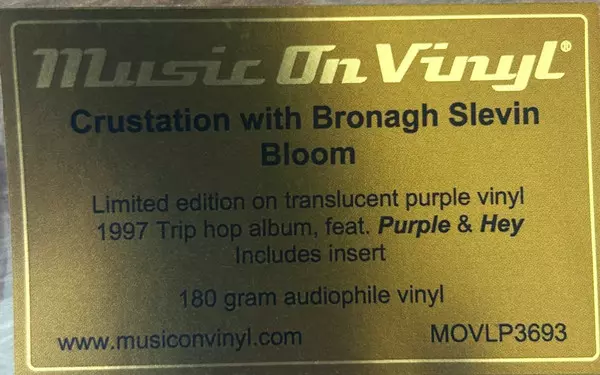 Music On Vinyl®
Crustation with Bronagh Slevin
Bloom
Limited edition on translucent purple vinyl
1997 Trip hop album, feat. Purple & Hey
Includes insert
180 gram audiophile vinyl
www.musiconvinyl.com MOVLP3693